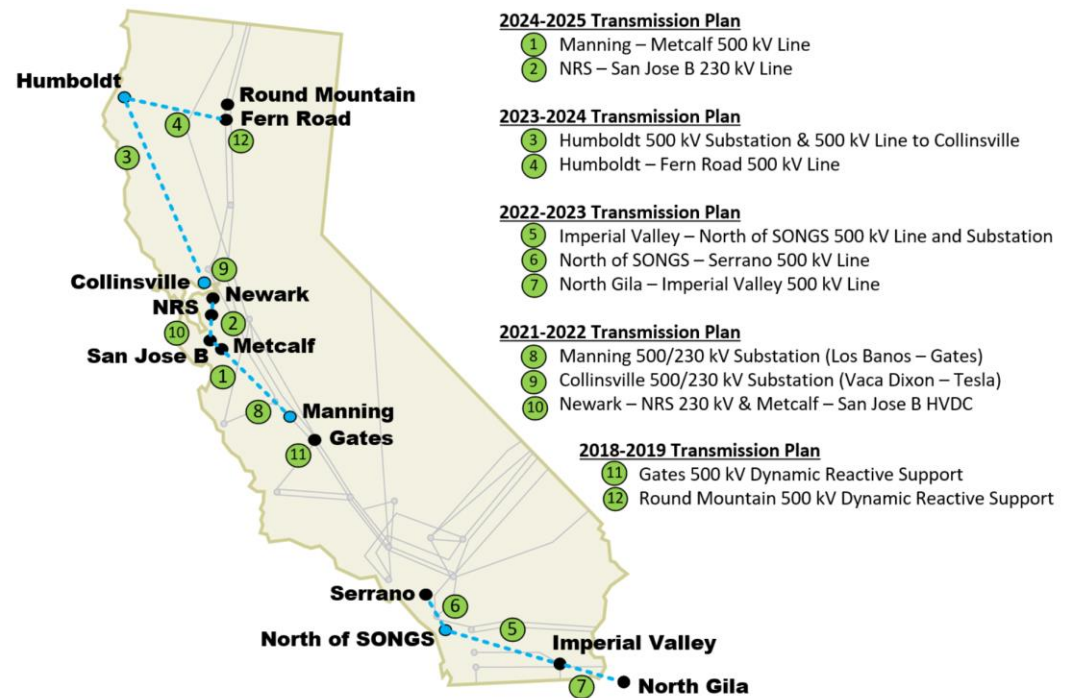 2024-2025 Transmission Plan
1 Manning – Metcalf 500 kV Line
2 NRS – San Jose B 230 kV Line
2023-2024 Transmission Plan
3 Humboldt 500 kV Substation & 500 kV Line to Collinsville
4 Humboldt – Fern Road 500 kV Line
2022-2023 Transmission Plan
5 Imperial Valley – North of SONGS 500 kV Line and Substation
6 North of SONGS – Serrano 500 kV Line
7 North Gila – Imperial Valley 500 kV Line
2021-2022 Transmission Plan
8 Manning 500/230 kV Substation (Los Banos – Gates)
9 Collinsville 500/230 kV Substation (Vaca Dixon – Tesla)
10 Newark – NRS 230 kV & Metcalf – San Jose B HVDC
2018-2019 Transmission Plan
11 Gates 500 kV Dynamic Reactive Support
12 Round Mountain 500 kV Dynamic Reactive Support
Humboldt
Round Mountain
Fern Road
4
12
3
9
Collinsville
Newark
NRS
2
10
San Jose B
Metcalf
1
8
Manning
Gates
11
Serrano
6
North of SONGS
5
Imperial Valley
7
North Gila